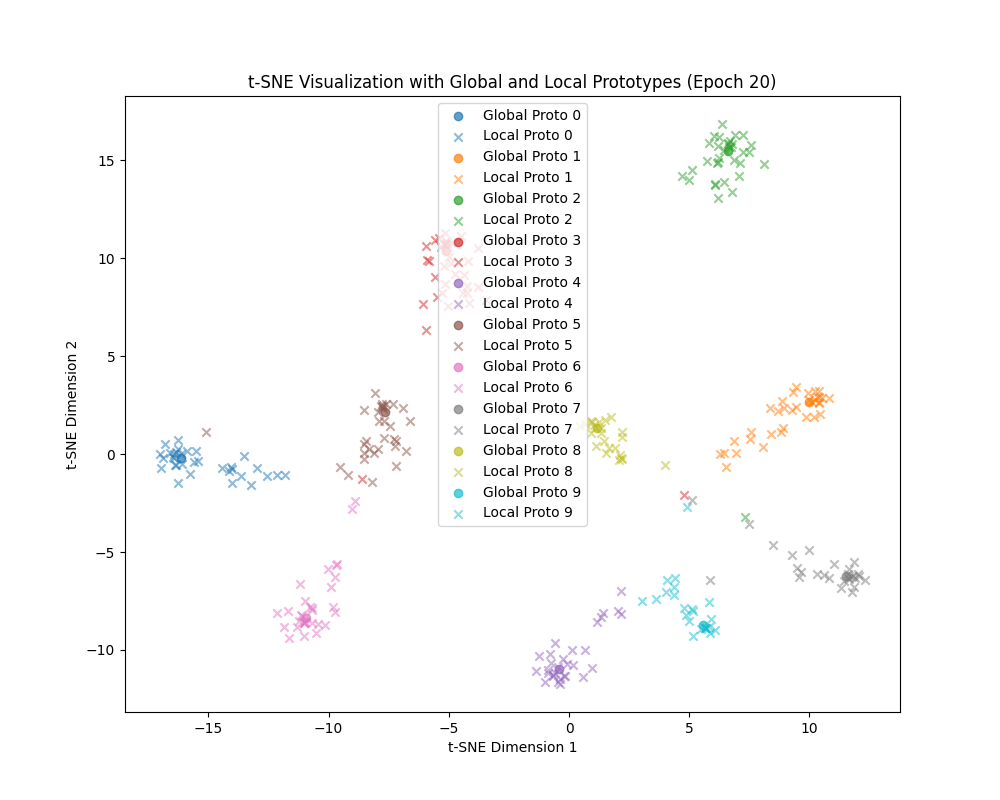 t-SNE Visualization with Global and Local Prototypes (Epoch 20)
Global Proto 0
Local Proto 0
Global Proto 1
Local Proto 1
Global Proto 2
Local Proto 2
Global Proto 3
Local Proto 3
Global Proto 4
Local Proto 4
Global Proto 5
Local Proto 5
Global Proto 6
Local Proto 6
Global Proto 7
Local Proto 7
Global Proto 8
Local Proto 8
Global Proto 9
Local Proto 9
t-SNE Dimension 2
15
10
5
0
−5
−10
−15 −10 −5 0 5 10
t-SNE Dimension 1